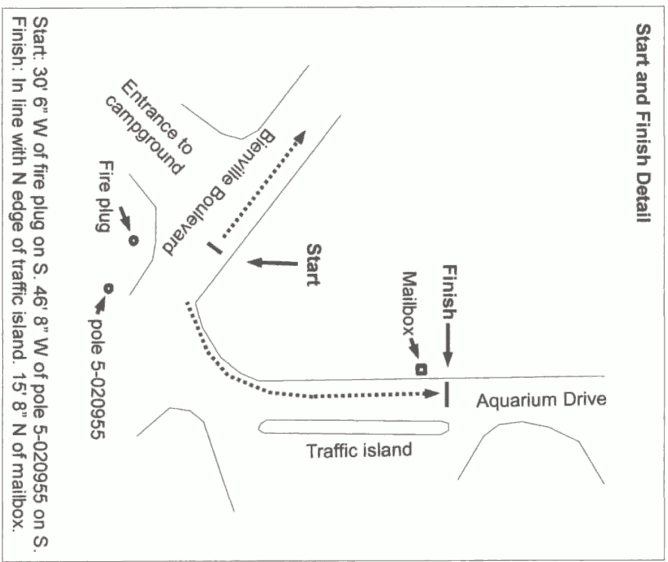 Start and Finish Detail
Entrance to
campground
Bienville Boulevard
Fire plug
pole 5-020955
Start
Finish
Mailbox
Aquarium Drive
Traffic island
Start: 30' 6" W of fire plug on S. 46' 8" W of pole 5-020955 on S.
Finish: In line with N edge of traffic island. 15' 8" N of mailbox.